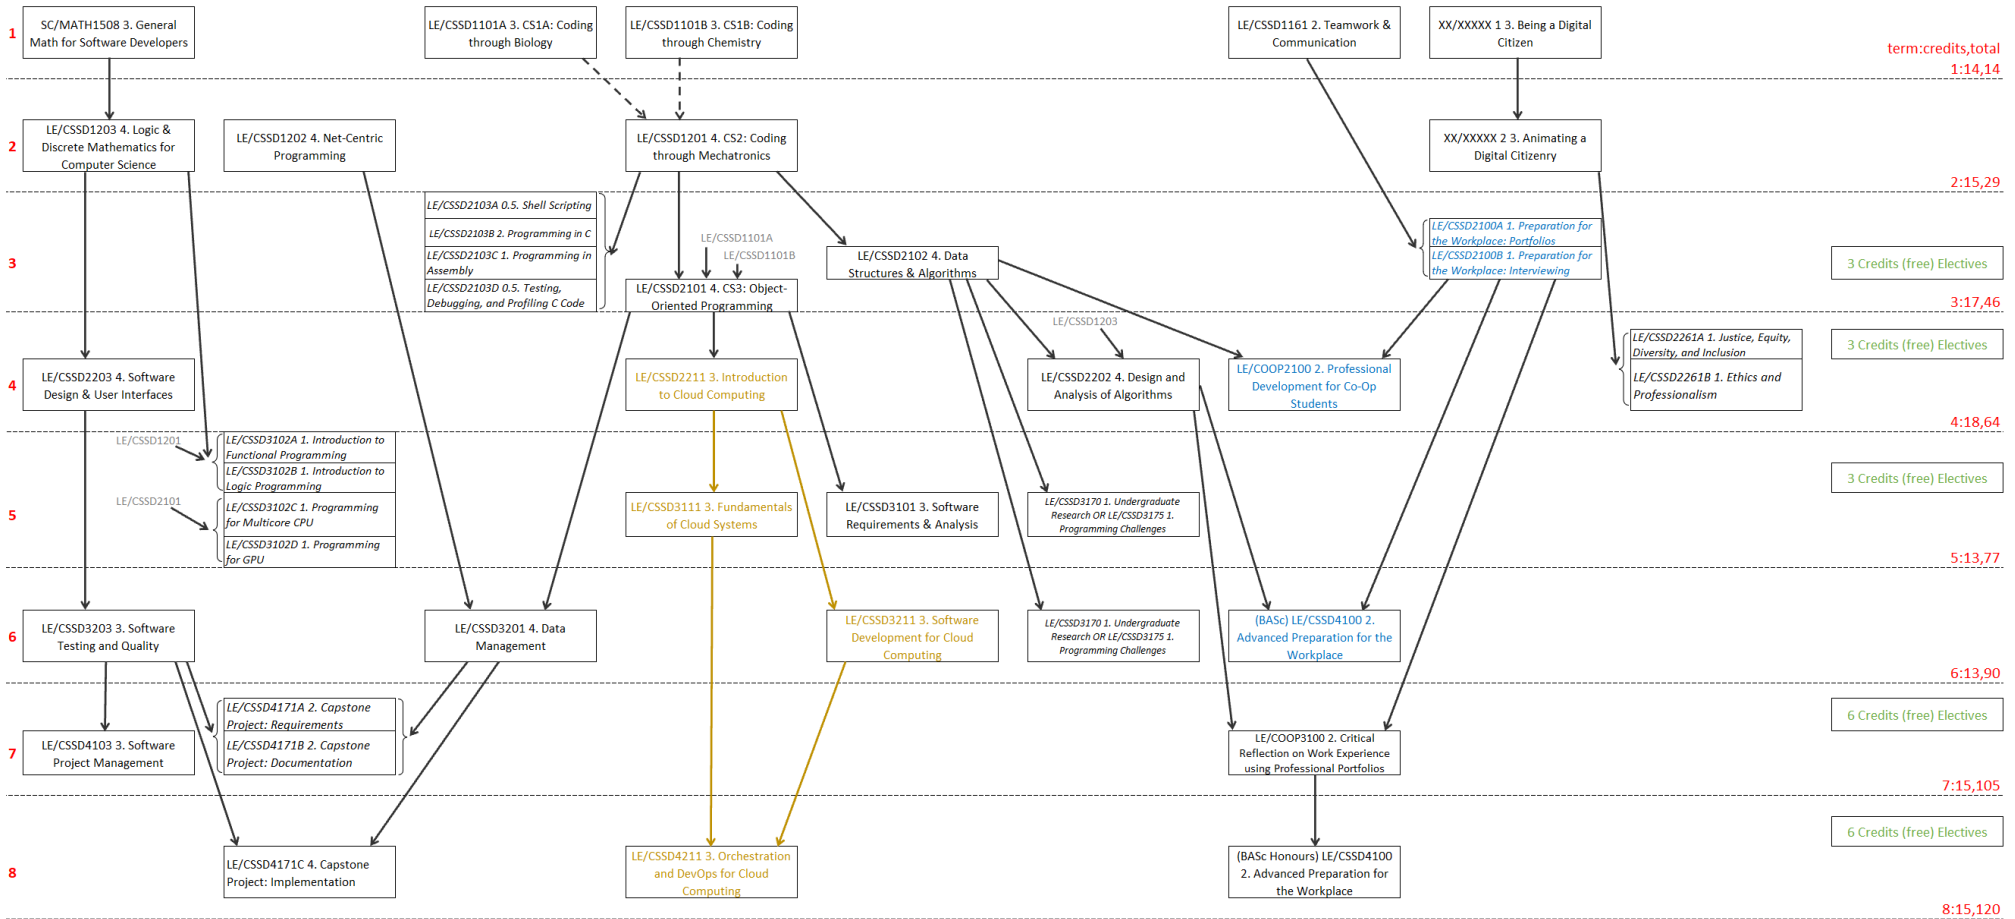 1
SC/MATH1508 3. General
Math for Software Developers
LE/CSSD1101A 3. CS1A: Coding
through Biology
LE/CSSD1101B 3. CS1B: Coding
through Chemistry
LE/CSSD1161 2. Teamwork &
Communication
XX/XXXXX 1 3. Being a Digital
Citizen
term:credits,total
1:14,14
2
LE/CSSD1203 4. Logic &
Discrete Mathematics for
Computer Science
LE/CSSD1202 4. Net-Centric
Programming
LE/CSSD1201 4. CS2: Coding
through Mechatronics
XX/XXXXX 2 3. Animating a
Digital Citizenry
2:15,29
3
LE/CSSD2103A 0.5. Shell Scripting
LE/CSSD2103B 2. Programming in C
LE/CSSD2103C 1. Programming in
Assembly
LE/CSSD2103D 0.5. Testing,
Debugging, and Profiling C Code
LE/CSSD1101A
LE/CSSD1101B
LE/CSSD2101 4. CS3: Object-
Oriented Programming
LE/CSSD2102 4. Data
Structures & Algorithms
LE/CSSD2100A 1. Preparation for
the Workplace: Portfolios
LE/CSSD2100B 1. Preparation for
the Workplace: Interviewing
3 Credits (free) Electives
3:17,46
4
LE/CSSD2203 4. Software
Design & User Interfaces
LE/CSSD2211 3. Introduction
to Cloud Computing
LE/CSSD1203
LE/CSSD2202 4. Design and
Analysis of Algorithms
LE/COOP2100 2. Professional
Development for Co-Op
Students
LE/CSSD2261A 1. Justice, Equity,
Diversity, and Inclusion
LE/CSSD2261B 1. Ethics and
Professionalism
3 Credits (free) Electives
4:18,64
5
LE/CSSD1201
LE/CSSD2101
LE/CSSD3102A 1. Introduction to
Functional Programming
LE/CSSD3102B 1. Introduction to
Logic Programming
LE/CSSD3102C 1. Programming
for Multicore CPU
LE/CSSD3102D 1. Programming
for GPU
LE/CSSD3111 3. Fundamentals
of Cloud Systems
LE/CSSD3101 3. Software
Requirements & Analysis
LE/CSSD3170 1. Undergraduate
Research OR LE/CSSD3175 1.
Programming Challenges
3 Credits (free) Electives
5:13,77
6
LE/CSSD3203 3. Software
Testing and Quality
LE/CSSD3201 4. Data
Management
LE/CSSD3211 3. Software
Development for Cloud
Computing
LE/CSSD3170 1. Undergraduate
Research OR LE/CSSD3175 1.
Programming Challenges
(BASc) LE/CSSD4100 2.
Advanced Preparation for the
Workplace
6:13,90
7
LE/CSSD4103 3. Software
Project Management
LE/CSSD4171A 2. Capstone
Project: Requirements
LE/CSSD4171B 2. Capstone
Project: Documentation
LE/COOP3100 2. Critical
Reflection on Work Experience
using Professional Portfolios
6 Credits (free) Electives
7:15,105
8
LE/CSSD4171C 4. Capstone
Project: Implementation
LE/CSSD4211 3. Orchestration
and DevOps for Cloud
Computing
(BASc Honours) LE/CSSD4100
2. Advanced Preparation for
the Workplace
6 Credits (free) Electives
8:15,120